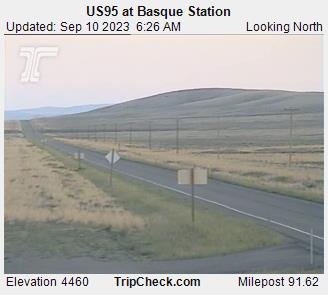 US95 at Basque Station
Updated: Sep 10 2023 6:26 AM Looking North
Elevation 4460 TripCheck.com Milepost 91.62